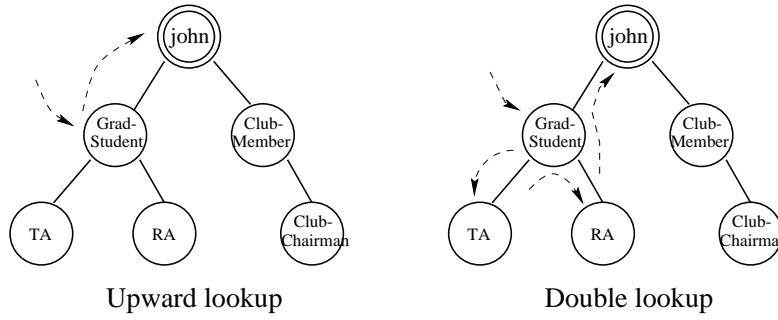 john
Grad-
Student
Club-
Member
TA
RA
Club-
Chairman
Upward lookup
john
Grad-
Student
Club-
Member
TA
RA
Club-
Chairma
Double lookup